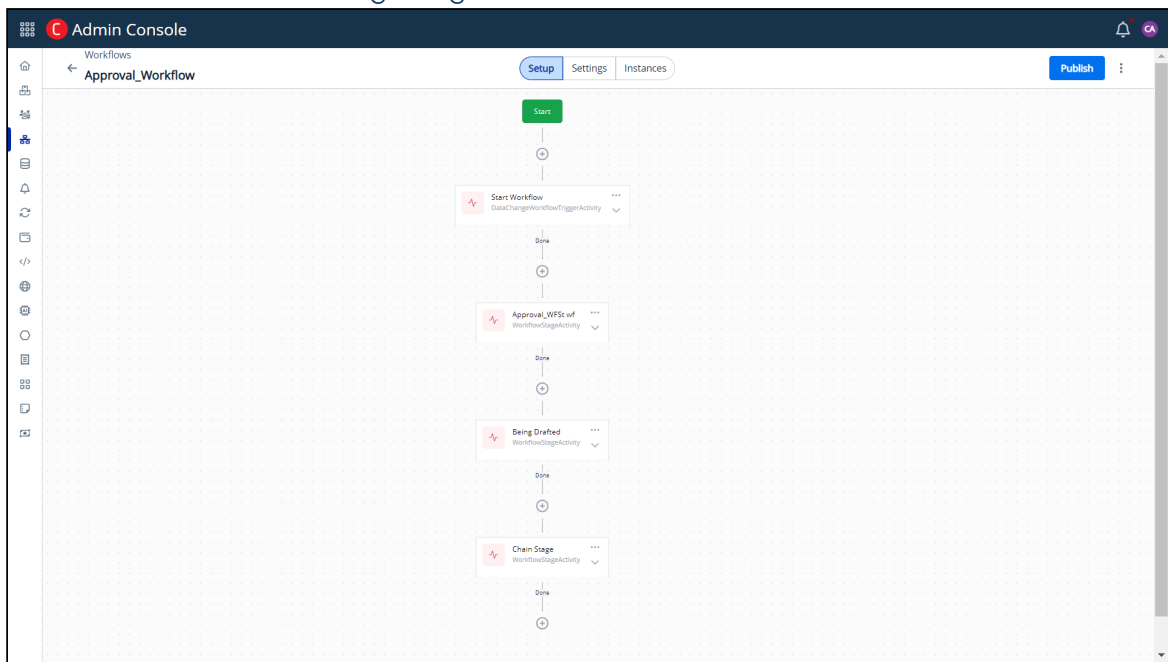 Admin Console
CA
Workflows
Approval_Workflow
Setup Settings Instances
Publish
Start
Start Workflow
DataChangeWorkflowTriggerActivity
Done
Approval_WFSt wf
WorkflowStageActivity
Done
Being Drafted
WorkflowStageActivity
Done
Chain Stage
WorkflowStageActivity
Done